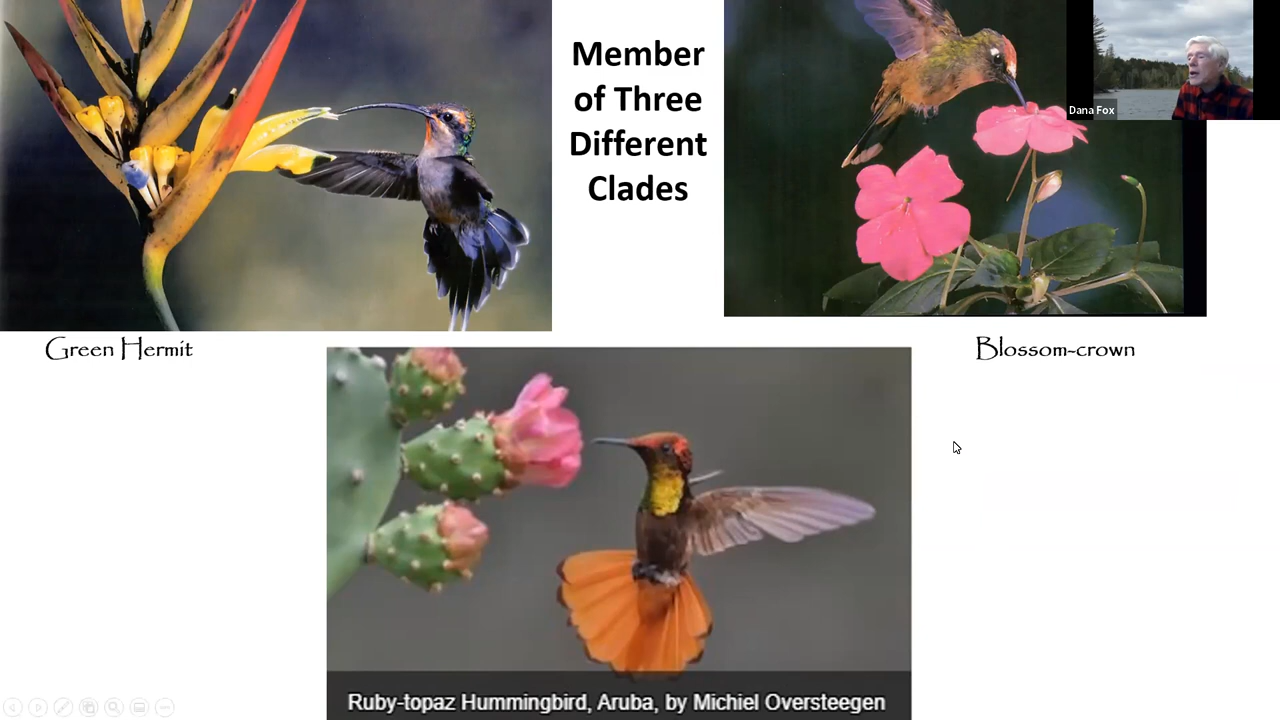 Member
of Three
Different
Clades
Dana Fox
Green Hermit
Blossom-crown
Ruby-topaz Hummingbird, Aruba, by Michiel Oversteegen